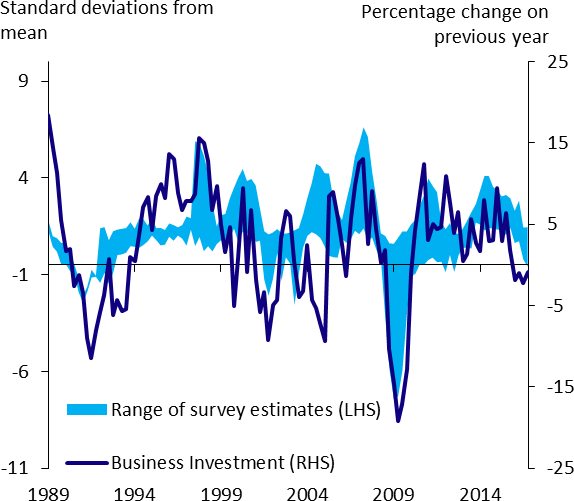 Standard deviations from
mean
Percentage change on
previous year
9
4
-1
-6
-11
25
15
5
-5
-15
-25
Range of survey estimates (LHS)
Business Investment (RHS)
1989 1994 1999 2004 2009 2014